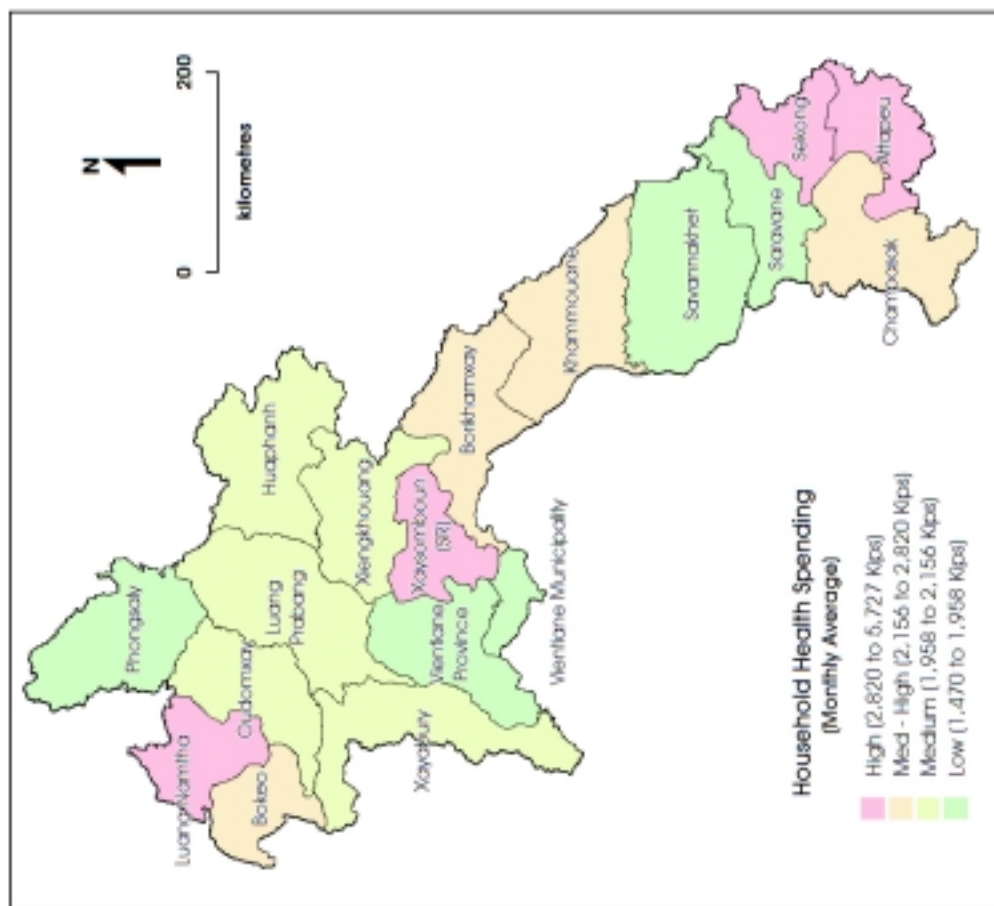 N
0 200
kilometres
Phongsaly
Luang Namtha
Oudomxay
Bokeo
Luang
Prabang
Huaphanh
Xayabury
Xiengkhouang
Vientiane
Province
Xaysomboun
(SR)
Vientiane Municipality
Borikhamxay
Khammouane
Savannakhet
Saravane
Sekong
Champasak
Attapeu
Household Health Spending
(Monthly Average)
High (2,820 to 5,727 Kips)
Med - High (2,156 to 2,820 Kips)
Medium (1,958 to 2,156 Kips)
Low (1,470 to 1,958 Kips)